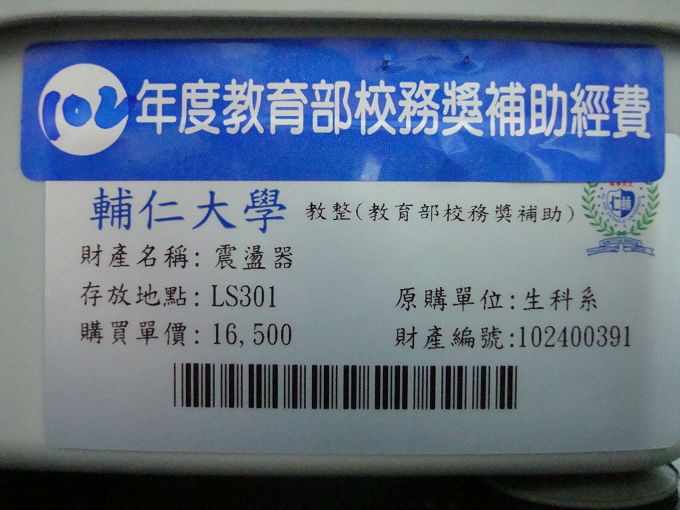 102年度教育部校務獎補助經費
輔仁大學 教整(教育部校務獎補助)
財產名稱: 震盪器
存放地點: LS301 原購單位:生科系
購買單價: 16,500 財產編號:102400391